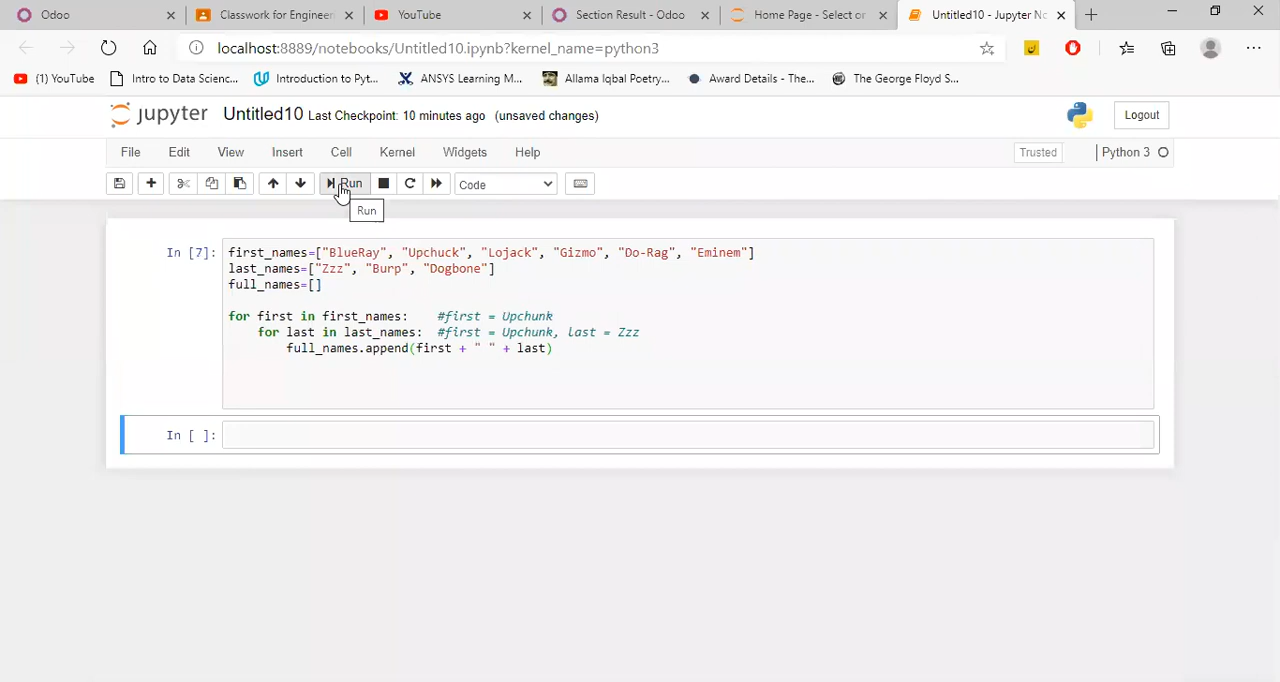 Odoo
Classwork for Engineer
YouTube
Section Result - Odoo
Home Page - Select or
Untitled10 - Jupyter No
localhost:8889/notebooks/Untitled10.ipynb?kernel_name=python3
(1) YouTube
Intro to Data Scienc...
Introduction to Pyt...
ANSYS Learning M...
Allama Iqbal Poetry...
Award Details - The...
The George Floyd S...
jupyter Untitled10 Last Checkpoint: 10 minutes ago (unsaved changes)
Logout
File Edit View Insert Cell Kernel Widgets Help
Trusted
Python 3
Run
Code
Run
In [7]: first_names=["BlueRay", "Upchuck", "Lojack", "Gizmo", "Do-Rag", "Eminem"]
last_names=["Zzz", "Burp", "Dogbone"]
full_names=[]
for first in first_names: #first = Upchunk
for last in last_names: #first = Upchunk, last = Zzz
full_names.append(first + " " + last)
In [ ]: